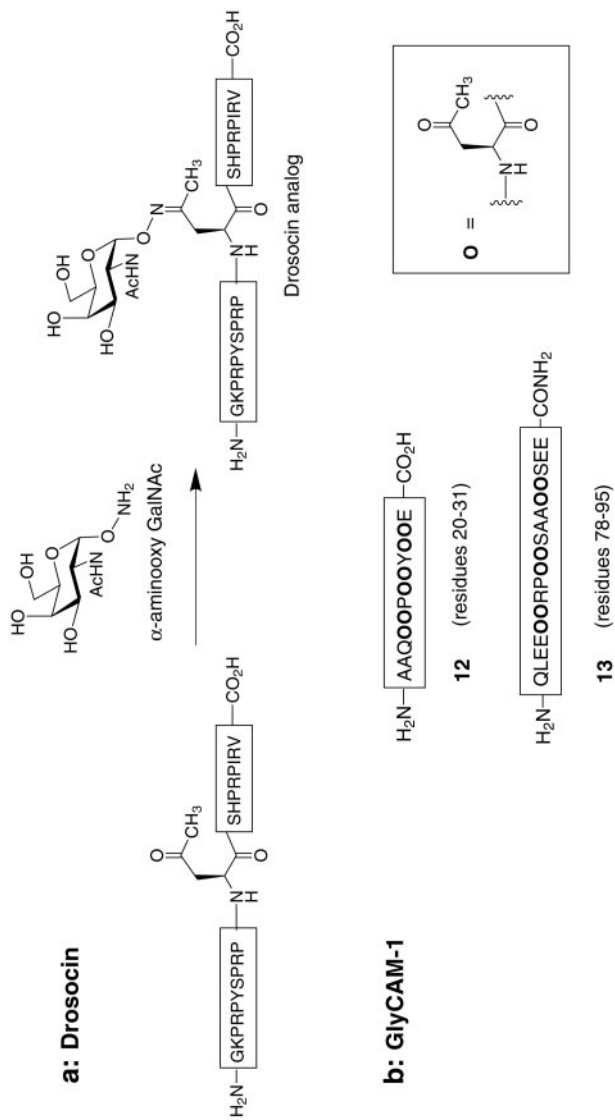 a: Drosocin
H₂N
GKPRPYSPRP
N
H
O
CH₃
O
SHPRPIRV
CO₂H
HO
OH
O
HO
AcHN
O
NH₂
α-aminooxy GalNAc
HO
OH
O
HO
AcHN
O
N
CH₃
H₂N
GKPRPYSPRP
N
H
O
SHPRPIRV
CO₂H
Drosocin analog
b: GlyCAM-1
H₂N
AAQOOPOOYOOE
CO₂H
12 (residues 20-31)
H₂N
QLEEOORPOOSAAOOSEE
CONH₂
13 (residues 78-95)
O =
O
CH₃
N
H
O